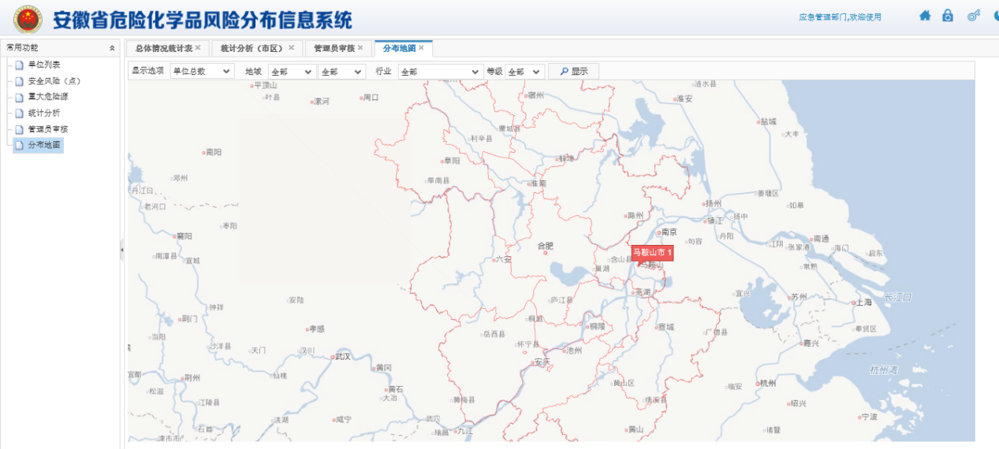 安徽省危险化学品风险分布信息系统
应急管理部门,欢迎使用
常用功能
单位列表
安全风险（点）
重大危险源
统计分析
管理员审核
分布地图
总体情况统计表 统计分析（市区） 管理员审核 分布地图
显示选项 单位总数 地域 全部 全部 行业 全部 等级 全部 显示
平顶山
叶县
漯河
周口
宿州
涟水县
淮安
盐城
大丰
蒙城县
利辛县
南阳
阜阳
蚌埠
邓州
阜南县
淮南
丹江口
老河口
姜堰区
扬州
如皋
滁州
镇江
扬中
枣阳
襄阳
南京
句容
丹阳
南通
江阴
张家港
海门
启东
合肥
马鞍山市 1
南漳县
宜城
六安
含山县
马鞍山
巢湖
常熟
芜湖
宜兴
苏州
上海
长江口
安陆
庐江县
钟祥
荆门
桐城
孝感
铜陵
宣城
广德县
奉贤区
当阳
岳西县
怀宁县
池州
嘉兴
沙洋县
天门
汉川
武汉
安庆
黄冈
杭州湾
宜都
荆州
仙桃
黄山区
临安
杭州
松滋
黄石
大冶
江陵县
黄梅县
绩溪县
绍兴
洪湖
咸宁
武穴
宁波
石首
瑞昌
九江
黄山
诸暨
津市市